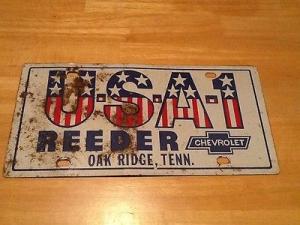 U·S·A·1
REEDER CHEVROLET
OAK RIDGE, TENN.